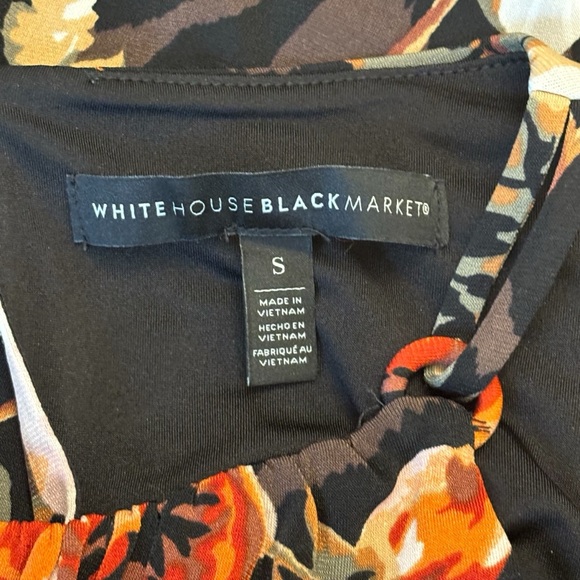 WHITEHOUSEBLACKMARKET®
S
MADE IN
VIETNAM
HECHO EN
VIETNAM
FABRIQUÉ AU
VIETNAM